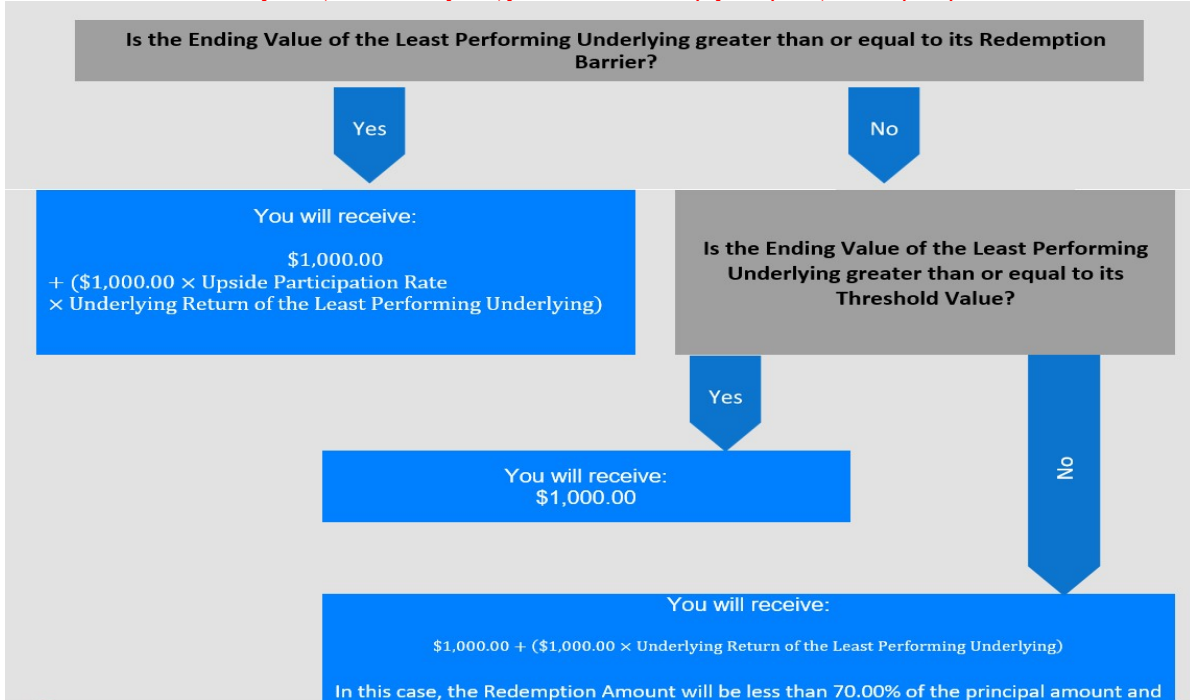 Is the Ending Value of the Least Performing Underlying greater than or equal to its Redemption
Barrier?
Yes
No
You will receive:
$1,000.00
+ ($1,000.00 × Upside Participation Rate
× Underlying Return of the Least Performing Underlying)
Is the Ending Value of the Least Performing
Underlying greater than or equal to its
Threshold Value?
Yes
No
You will receive:
$1,000.00
You will receive:
$1,000.00 + ($1,000.00 × Underlying Return of the Least Performing Underlying)
In this case, the Redemption Amount will be less than 70.00% of the principal amount and